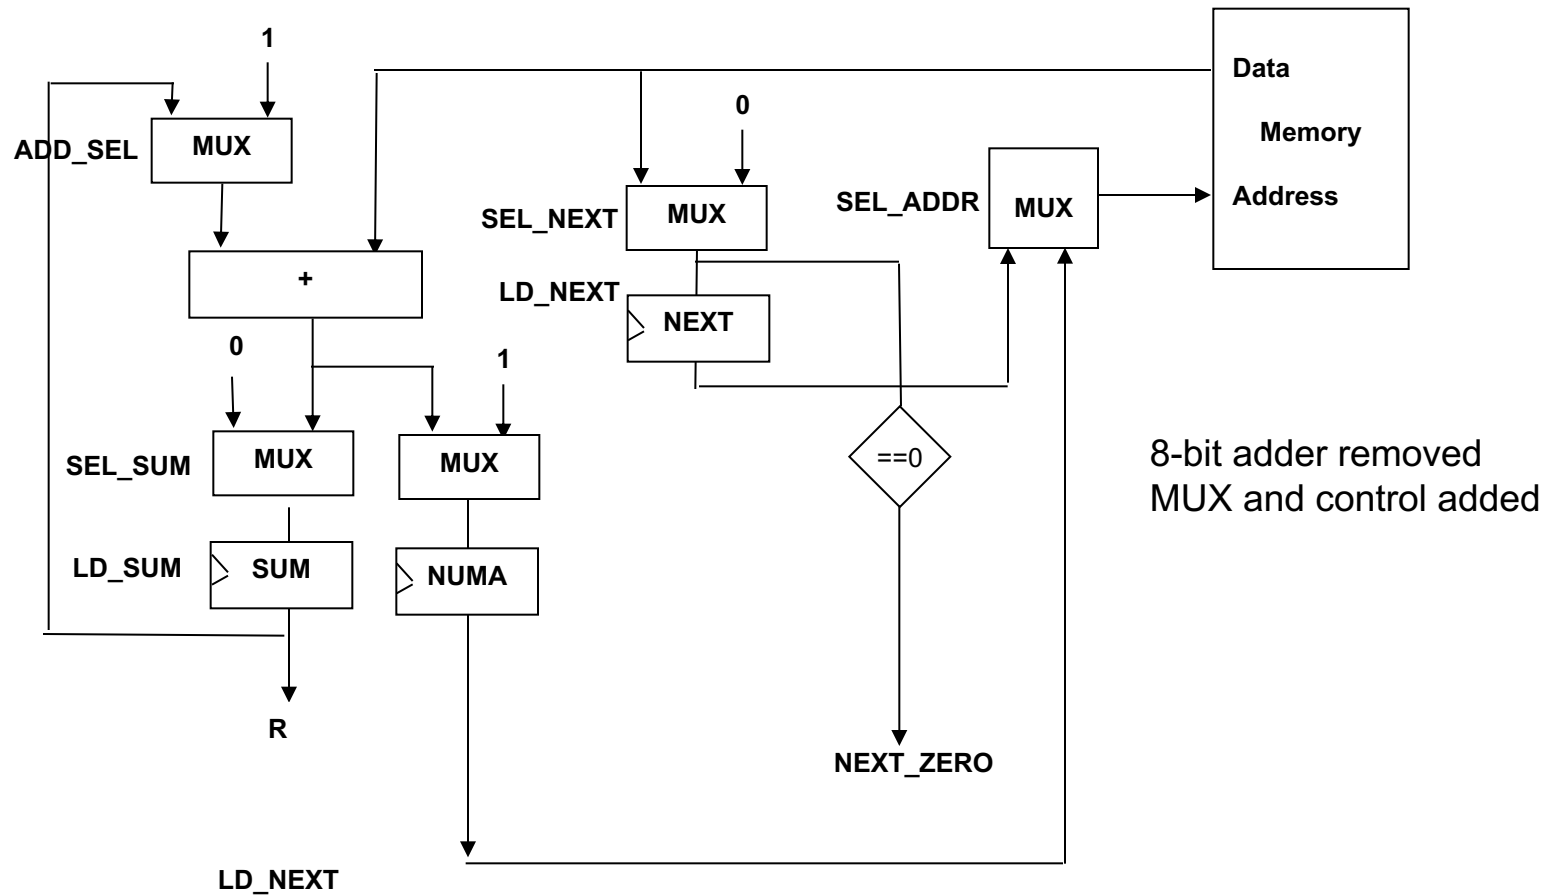 1
Data
0
Memory
ADD_SEL
MUX
SEL_ADDR
MUX
Address
SEL_NEXT
MUX
+
LD_NEXT
NEXT
0
1
SEL_SUM
MUX
MUX
==0
8-bit adder removed
MUX and control added
LD_SUM
SUM
NUMA
R
NEXT_ZERO
LD_NEXT